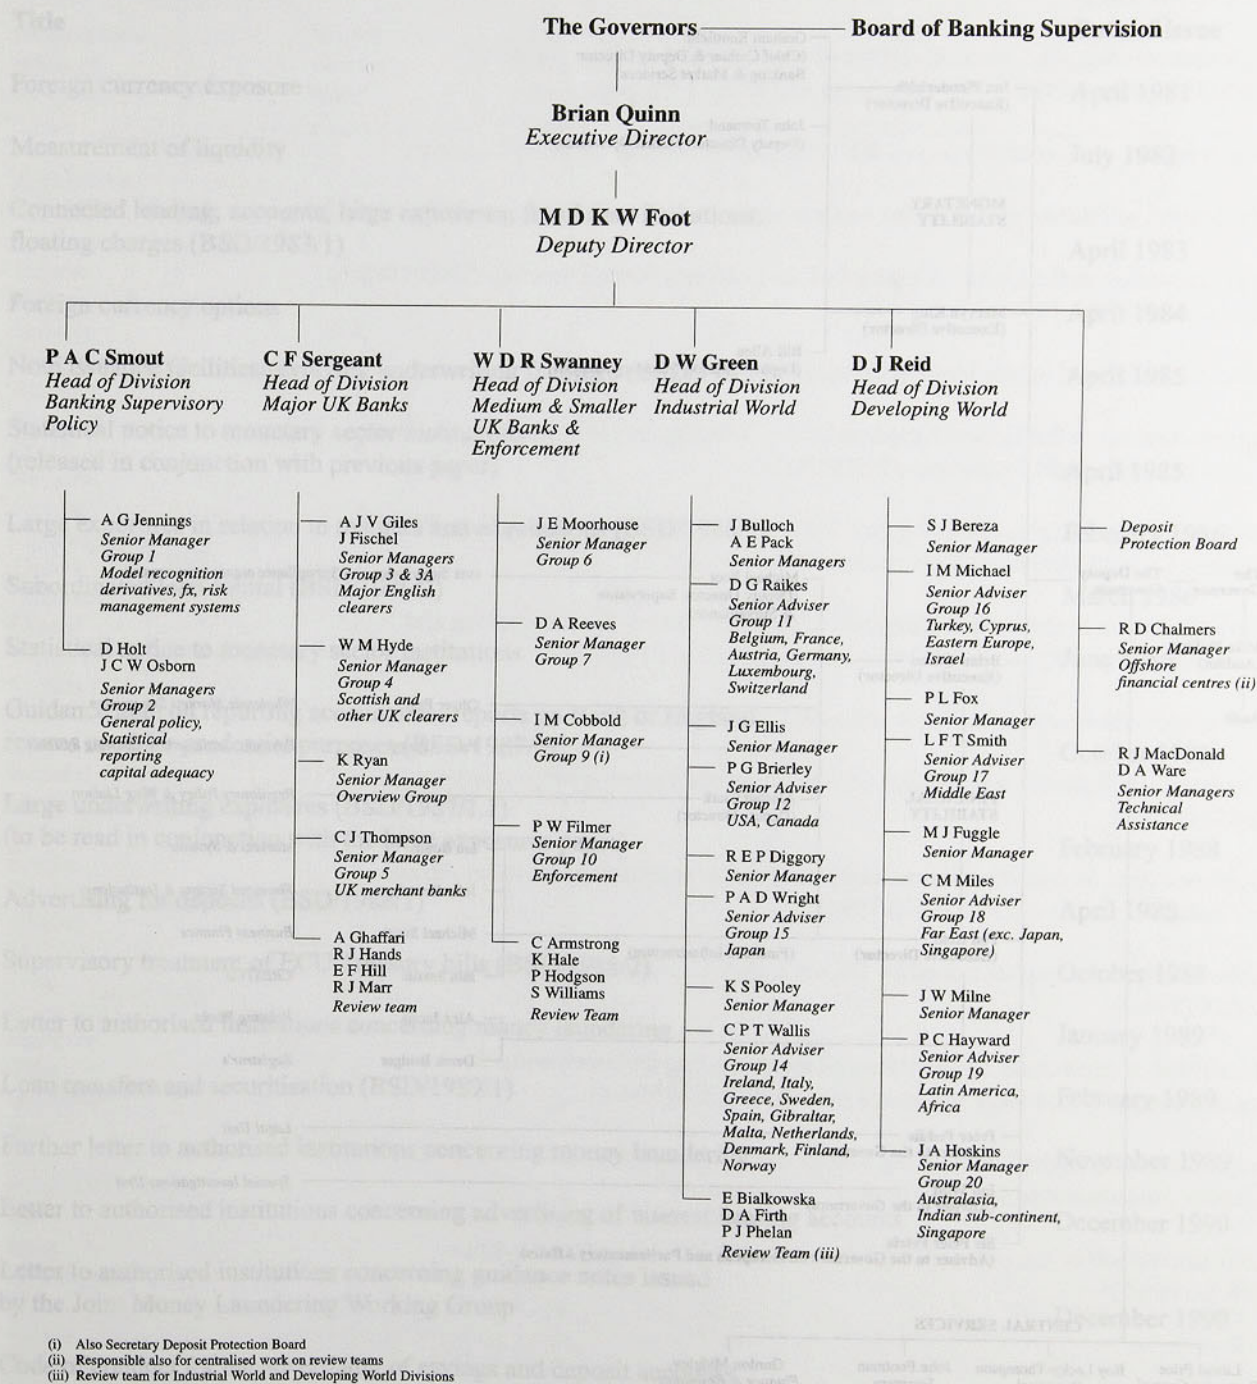 The Governors
Board of Banking Supervision
Brian Quinn
Executive Director
M D K W Foot
Deputy Director
P A C Smout
Head of Division
Banking Supervisory
Policy
A G Jennings
Senior Manager
Group 1
Model recognition
derivatives, fx, risk
management systems
D Holt
J C W Osborn
Senior Managers
Group 2
General policy,
Statistical
reporting
capital adequacy
C F Sergeant
Head of Division
Major UK Banks
A J V Giles
J Fischel
Senior Managers
Group 3 & 3A
Major English
clearers
W M Hyde
Senior Manager
Group 4
Scottish and
other UK clearers
K Ryan
Senior Manager
Overview Group
C J Thompson
Senior Manager
Group 5
UK merchant banks
A Ghaffari
R J Hands
E F Hill
R J Marr
Review team
W D R Swanney
Head of Division
Medium & Smaller
UK Banks &
Enforcement
J E Moorhouse
Senior Manager
Group 6
D A Reeves
Senior Manager
Group 7
I M Cobbold
Senior Manager
Group 9 (i)
P W Filmer
Senior Manager
Group 10
Enforcement
C Armstrong
K Hale
P Hodgson
S Williams
Review Team
D W Green
Head of Division
Industrial World
J Bulloch
A E Pack
Senior Managers
D G Raikes
Senior Adviser
Group 11
Belgium, France,
Austria, Germany,
Luxembourg,
Switzerland
J G Ellis
Senior Manager
P G Brierley
Senior Adviser
Group 12
USA, Canada
R E P Diggory
Senior Manager
P A D Wright
Senior Adviser
Group 15
Japan
K S Pooley
Senior Manager
C P T Wallis
Senior Adviser
Group 14
Ireland, Italy,
Greece, Sweden,
Spain, Gibraltar,
Malta, Netherlands,
Denmark, Finland,
Norway
E Bialkowska
D A Firth
P J Phelan
Review Team (iii)
D J Reid
Head of Division
Developing World
S J Bereza
Senior Manager
I M Michael
Senior Adviser
Group 16
Turkey, Cyprus,
Eastern Europe,
Israel
P L Fox
Senior Manager
L F T Smith
Senior Adviser
Group 17
Middle East
M J Fuggle
Senior Manager
C M Miles
Senior Adviser
Group 18
Far East (exc. Japan,
Singapore)
J W Milne
Senior Manager
P C Hayward
Senior Adviser
Group 19
Latin America,
Africa
J A Hoskins
Senior Manager
Group 20
Australasia,
Indian sub-continent,
Singapore
Deposit
Protection Board
R D Chalmers
Senior Manager
Offshore
financial centres (ii)
R J MacDonald
D A Ware
Senior Managers
Technical
Assistance
(i) Also Secretary Deposit Protection Board
(ii) Responsible also for centralised work on review teams
(iii) Review team for Industrial World and Developing World Divisions